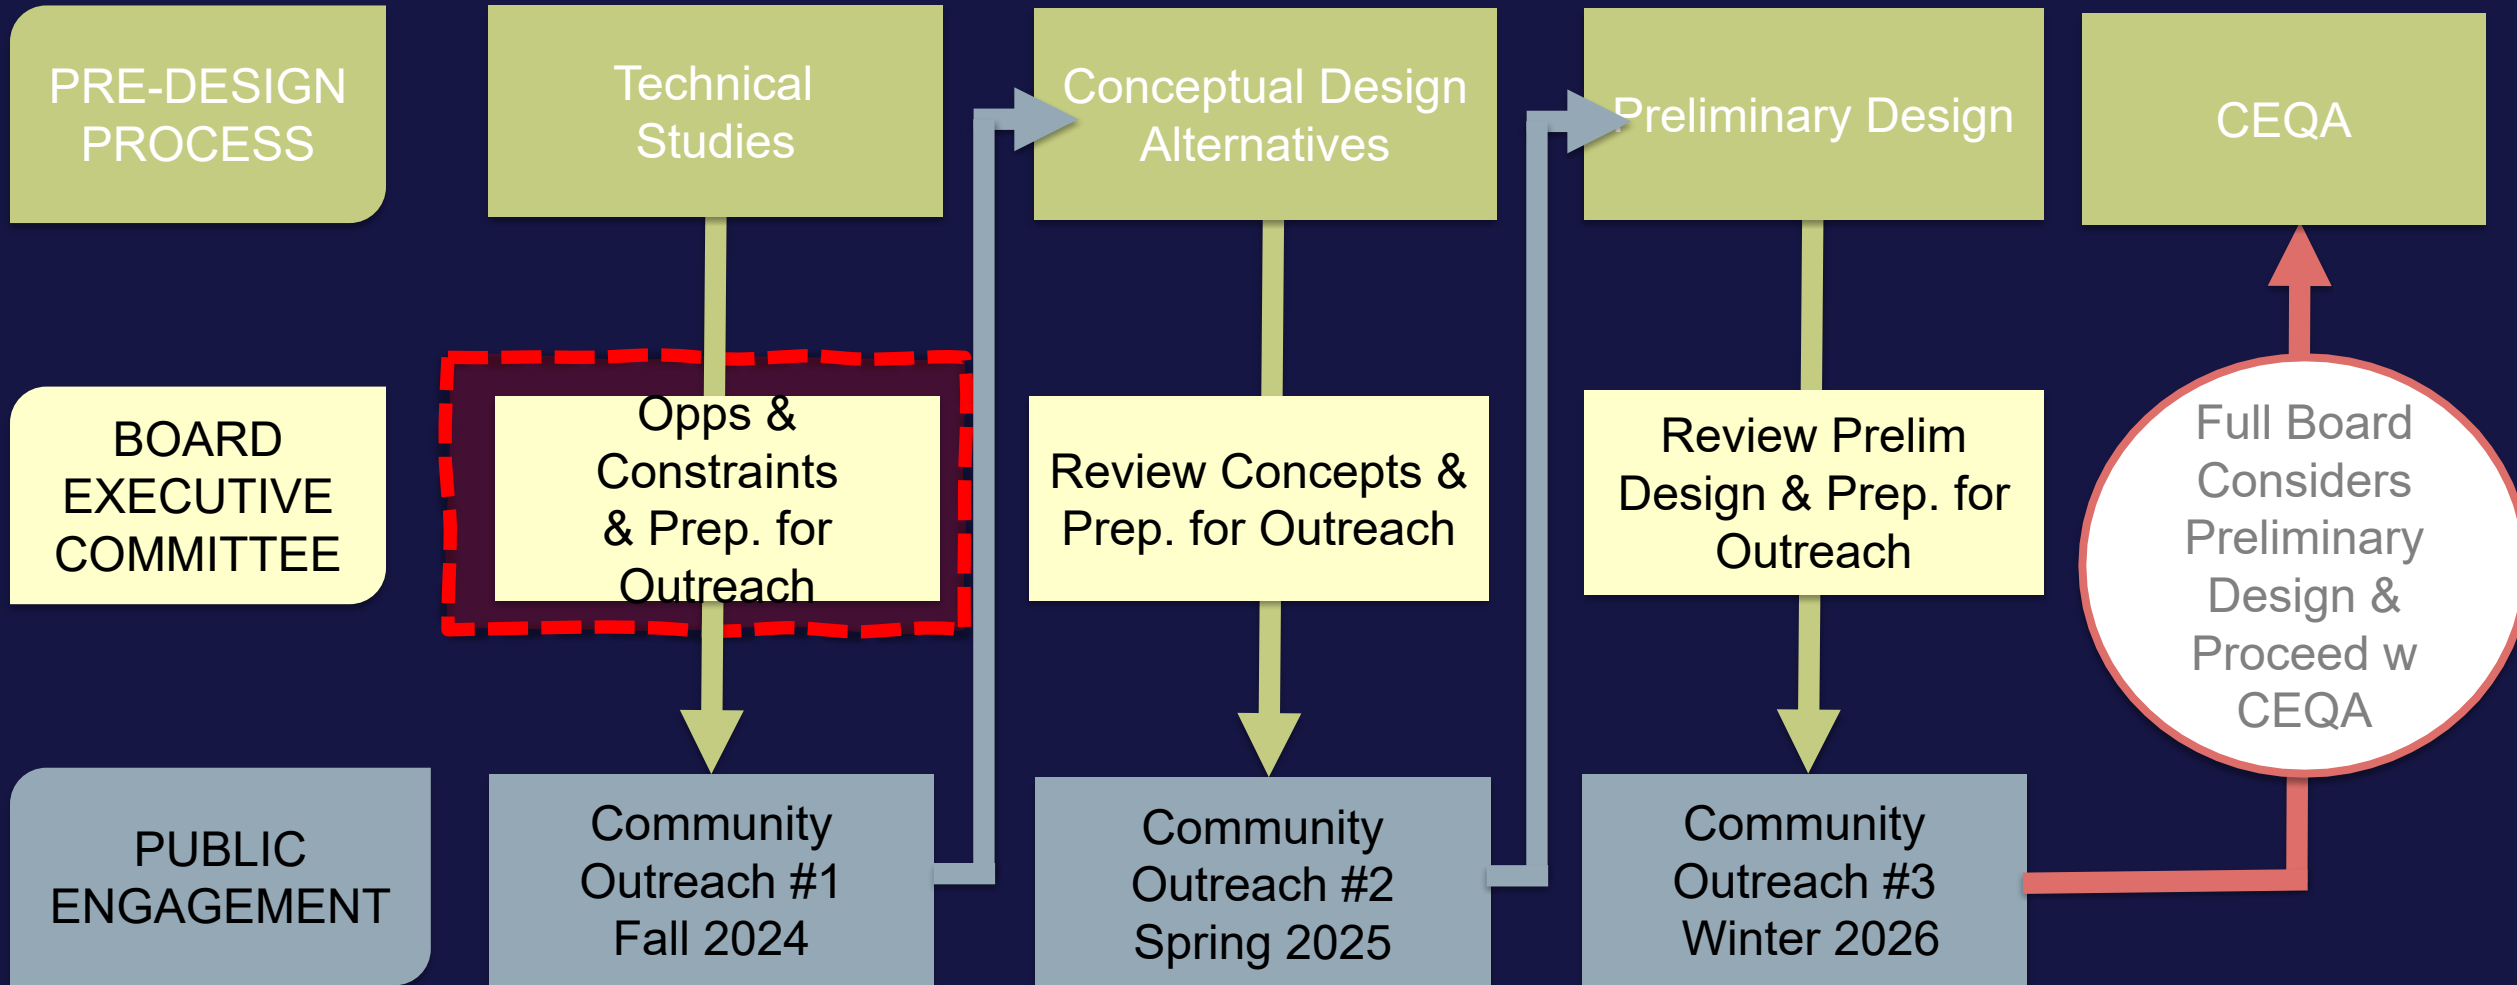 PRE-DESIGN
PROCESS
Technical
Studies
Conceptual Design
Alternatives
Preliminary Design
CEQA
BOARD
EXECUTIVE
COMMITTEE
Opps &
Constraints
& Prep. for
Outreach
Review Concepts &
Prep. for Outreach
Review Prelim
Design & Prep. for
Outreach
Full Board
Considers
Preliminary
Design &
Proceed w
CEQA
PUBLIC
ENGAGEMENT
Community
Outreach #1
Fall 2024
Community
Outreach #2
Spring 2025
Community
Outreach #3
Winter 2026